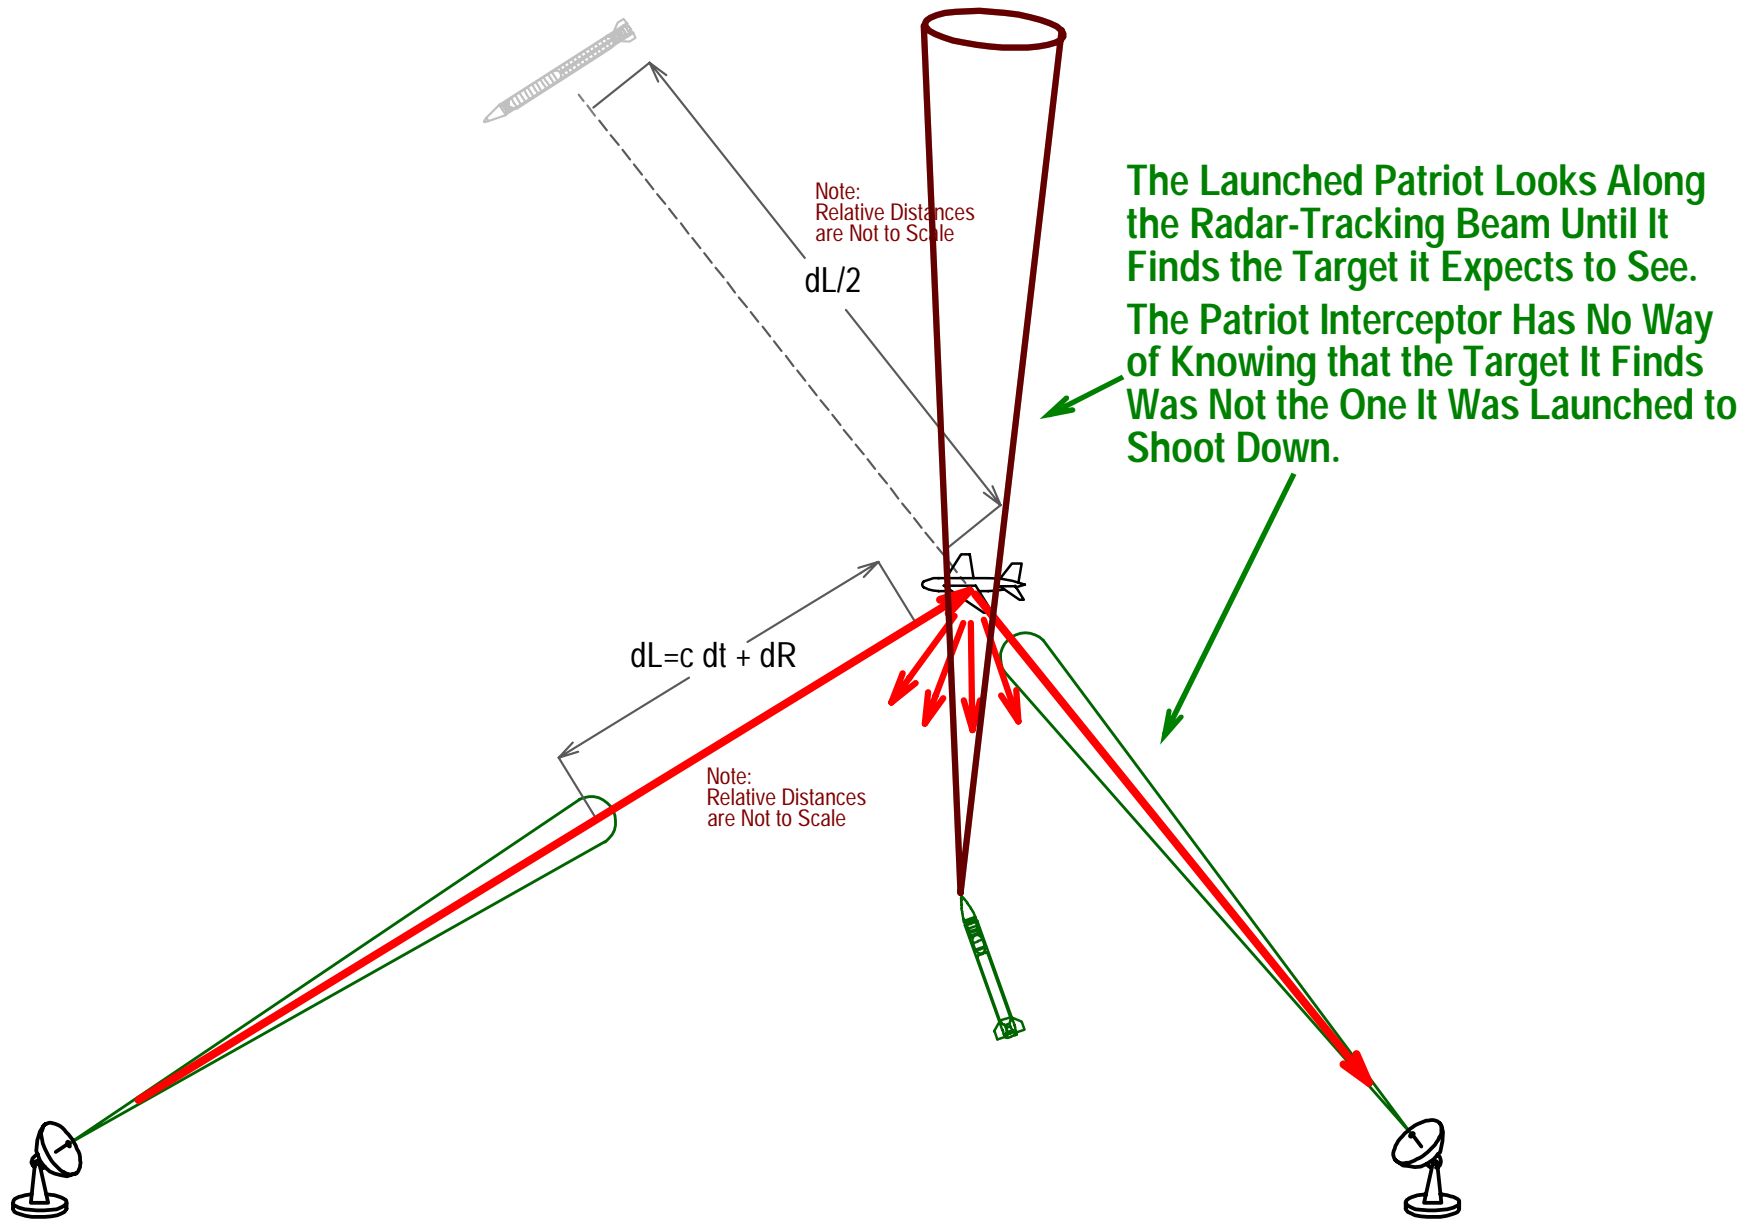 Note:
Relative Distances
are Not to Scale
dL/2
The Launched Patriot Looks Along
the Radar-Tracking Beam Until It
Finds the Target it Expects to See.
The Patriot Interceptor Has No Way
of Knowing that the Target It Finds
Was Not the One It Was Launched to
Shoot Down.
dL=c dt + dR
Note:
Relative Distances
are Not to Scale